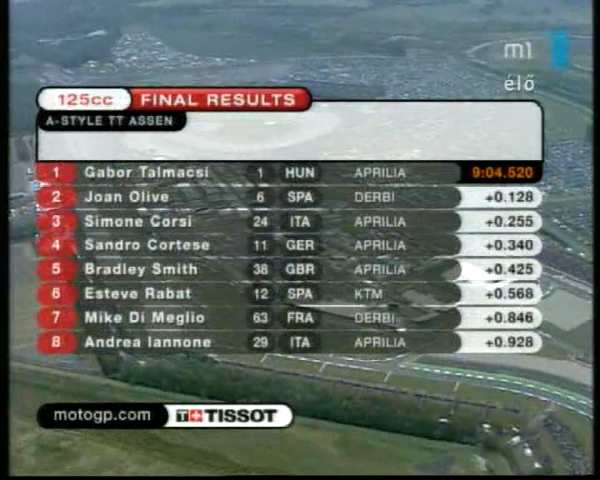 m1
élő
125cc FINAL RESULTS
A-STYLE TT ASSEN
1 Gabor Talmacsi 1 HUN APRILIA 9:04.520
2 Joan Olive 6 SPA DERBI +0.128
3 Simone Corsi 24 ITA APRILIA +0.255
4 Sandro Cortese 11 GER APRILIA +0.340
5 Bradley Smith 38 GBR APRILIA +0.425
6 Esteve Rabat 12 SPA KTM +0.568
7 Mike Di Meglio 63 FRA DERBI +0.846
8 Andrea Iannone 29 ITA APRILIA +0.928
motogp.com T+ TISSOT